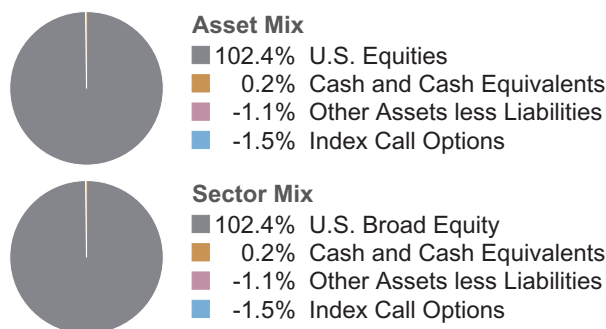 Asset Mix
102.4% U.S. Equities
0.2% Cash and Cash Equivalents
-1.1% Other Assets less Liabilities
-1.5% Index Call Options
Sector Mix
102.4% U.S. Broad Equity
0.2% Cash and Cash Equivalents
-1.1% Other Assets less Liabilities
-1.5% Index Call Options